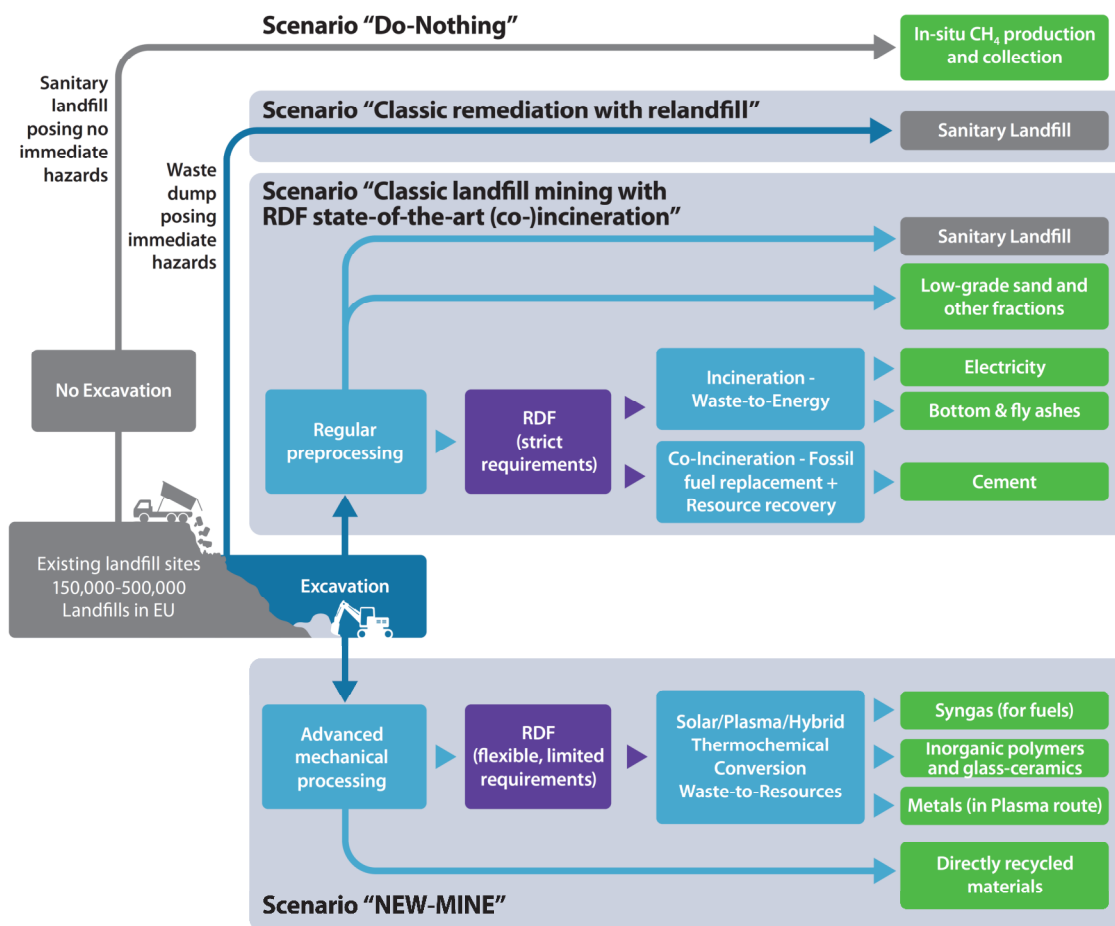 Scenario “Do-Nothing”
In-situ CH₄ production
and collection
Sanitary
landfill
posing no
immediate
hazards
Scenario “Classic remediation with relandfill”
Sanitary Landfill
Waste
dump
posing
immediate
hazards
Scenario “Classic landfill mining with
RDF state-of-the-art (co-)incineration”
Sanitary Landfill
Low-grade sand and
other fractions
No Excavation
Regular
preprocessing
RDF
(strict
requirements)
Incineration -
Waste-to-Energy
Electricity
Bottom & fly ashes
Co-Incineration - Fossil
fuel replacement +
Resource recovery
Cement
Existing landfill sites
150,000-500,000
Landfills in EU
Excavation
Advanced
mechanical
processing
RDF
(flexible, limited
requirements)
Solar/Plasma/Hybrid
Thermochemical
Conversion
Waste-to-Resources
Syngas (for fuels)
Inorganic polymers
and glass-ceramics
Metals (in Plasma route)
Directly recycled
materials
Scenario “NEW-MINE”